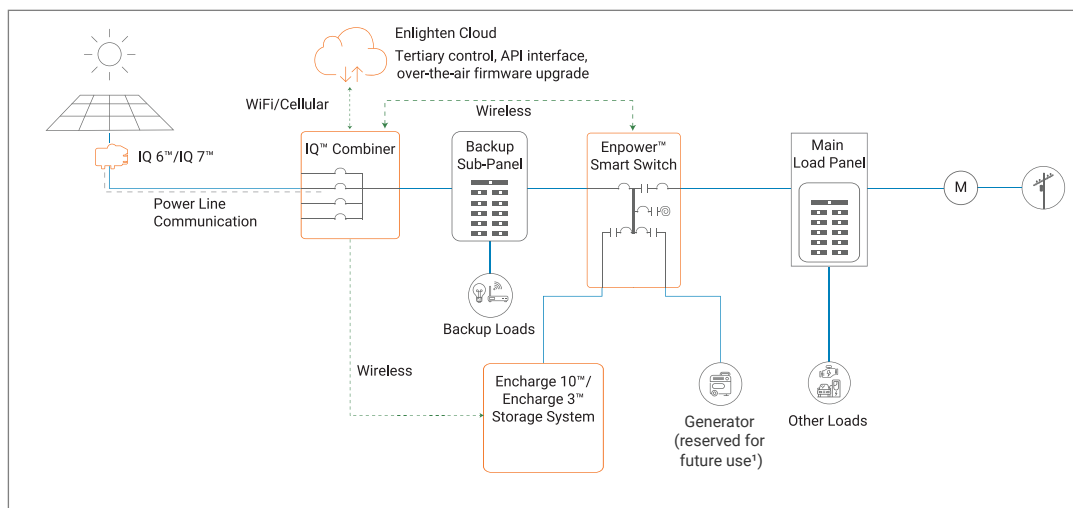 Enlighten Cloud
Tertiary control, API interface,
over-the-air firmware upgrade
WiFi/Cellular
Wireless
IQ 6™/IQ 7™
IQ™ Combiner
Backup
Sub-Panel
Enpower™
Smart Switch
Main
Load Panel
M
Power Line
Communication
Backup Loads
Wireless
Encharge 10™/
Encharge 3™
Storage System
Generator
(reserved for
future use¹)
Other Loads